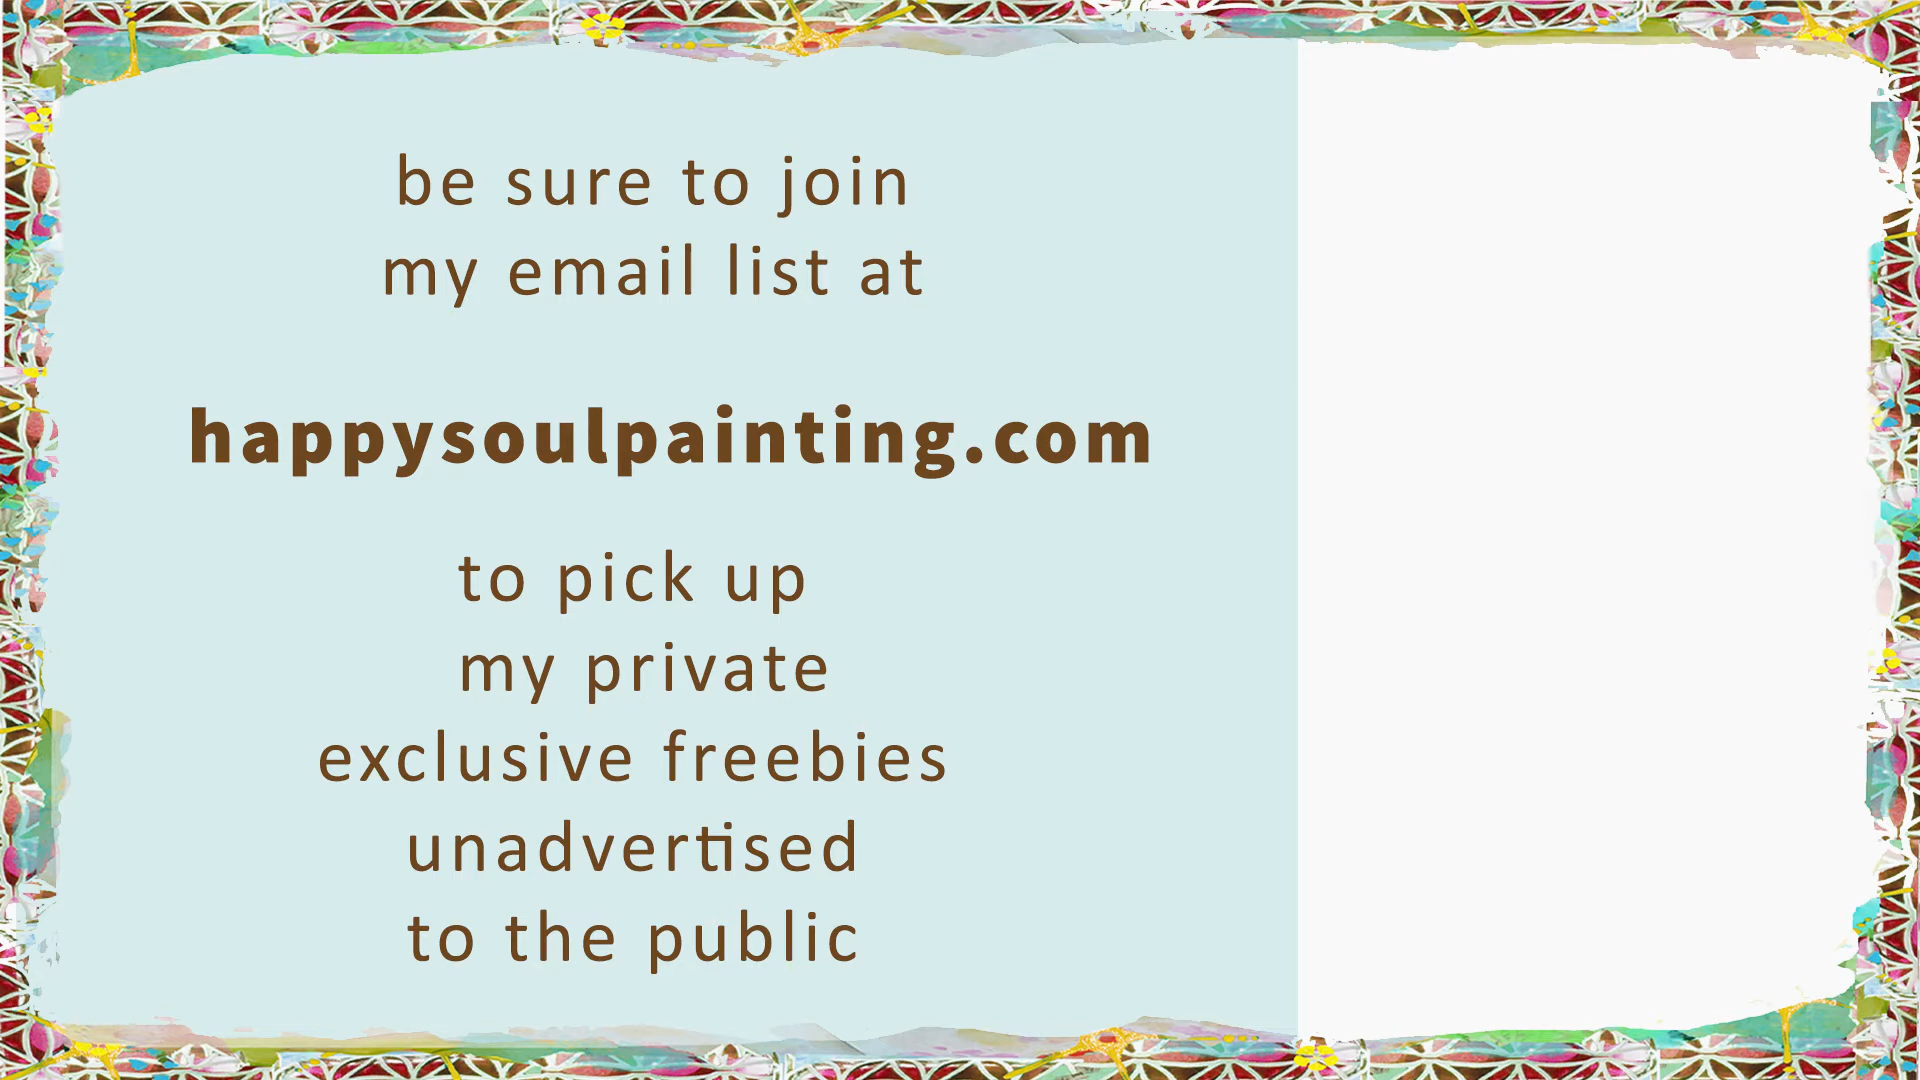 be sure to join
my email list at
happysoulpainting.com
to pick up
my private
exclusive freebies
unadvertised
to the public